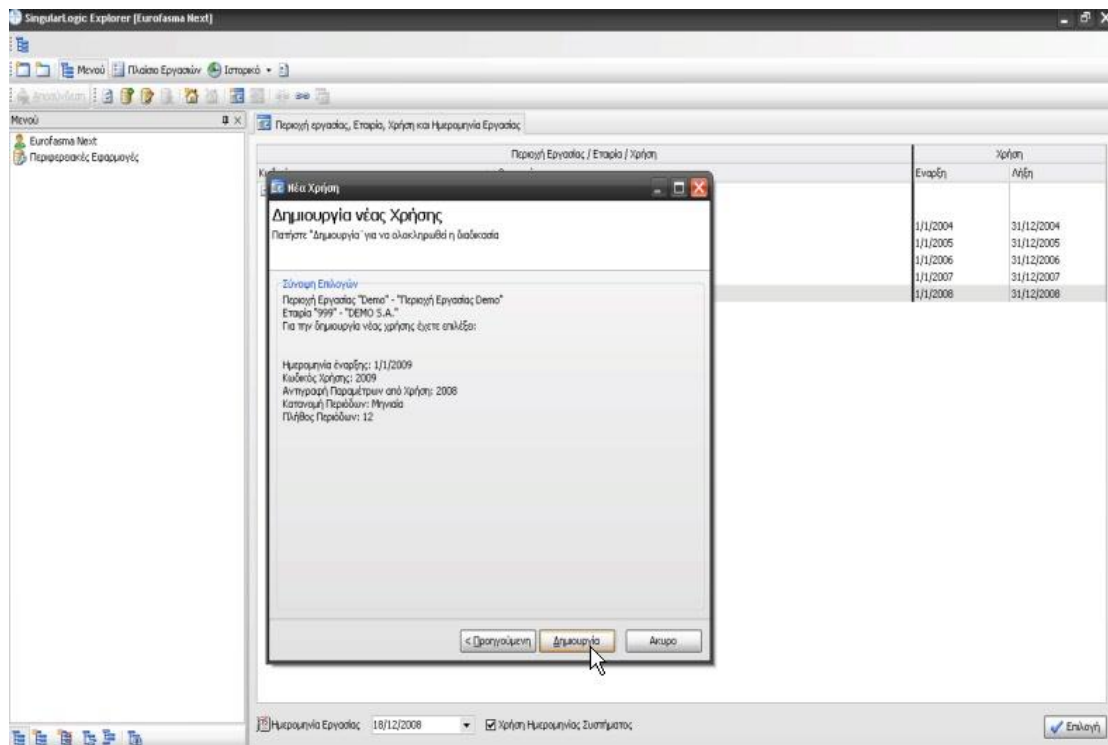 SingularLogic Explorer [Eurofasma Next]
Μενού Πλαίσιο Εργασιών Ιστορικό
Αποσύνδεση
Μενού
Eurofasma Next
Περιφερειακές Εφαρμογές
Περιοχή εργασίας, Εταιρία, Χρήση και Ημερομηνία Εργασίας
Περιοχή Εργασίας / Εταιρία / Χρήση
Χρήση
Έναρξη Λήξη
1/1/2004 31/12/2004
1/1/2005 31/12/2005
1/1/2006 31/12/2006
1/1/2007 31/12/2007
1/1/2008 31/12/2008
Νέα Χρήση
Δημιουργία νέας Χρήσης
Πατήστε "Δημιουργία" για να ολοκληρωθεί η διαδικασία
Σύνοψη Επιλογών
Περιοχή Εργασίας "Demo" - "Περιοχή Εργασίας Demo"
Εταιρία "999" - "DEMO S.A."
Για την δημιουργία νέας χρήσης έχετε επιλέξει:
Ημερομηνία έναρξης: 1/1/2009
Κωδικός Χρήσης: 2009
Αντιγραφή Παραμέτρων από Χρήση: 2008
Κατανομή Περιόδων: Μηνιαία
Πλήθος Περιόδων: 12
< Προηγούμενη Δημιουργία Ακυρο
Ημερομηνία Εργασίας 18/12/2008 Χρήση Ημερομηνίας Συστήματος
Επιλογή